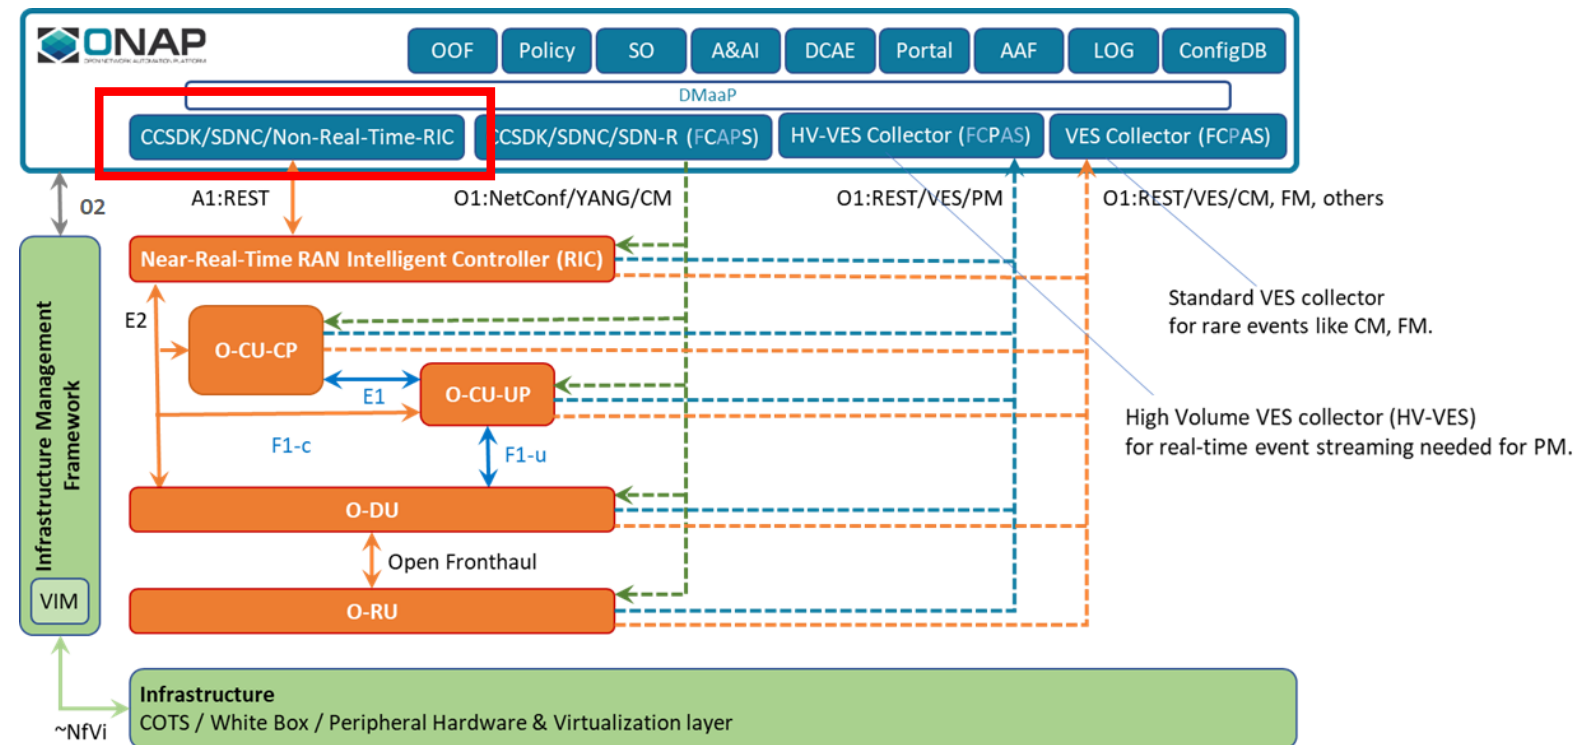 ONAP
OPEN NETWORK AUTOMATION PLATFORM
OOF
Policy
SO
A&AI
DCAE
Portal
AAF
LOG
ConfigDB
DMaaP
CCSDK/SDNC/Non-Real-Time-RIC
CCSDK/SDNC/SDN-R (FCAPS)
HV-VES Collector (FCPAS)
VES Collector (FCPAS)
O2
A1:REST
O1:NetConf/YANG/CM
O1:REST/VES/PM
O1:REST/VES/CM, FM, others
Near-Real-Time RAN Intelligent Controller (RIC)
Standard VES collector
for rare events like CM, FM.
E2
O-CU-CP
E1
O-CU-UP
High Volume VES collector (HV-VES)
for real-time event streaming needed for PM.
F1-c
F1-u
Infrastructure Management
Framework
O-DU
Open Fronthaul
VIM
O-RU
Infrastructure
COTS / White Box / Peripheral Hardware & Virtualization layer
~NfVi